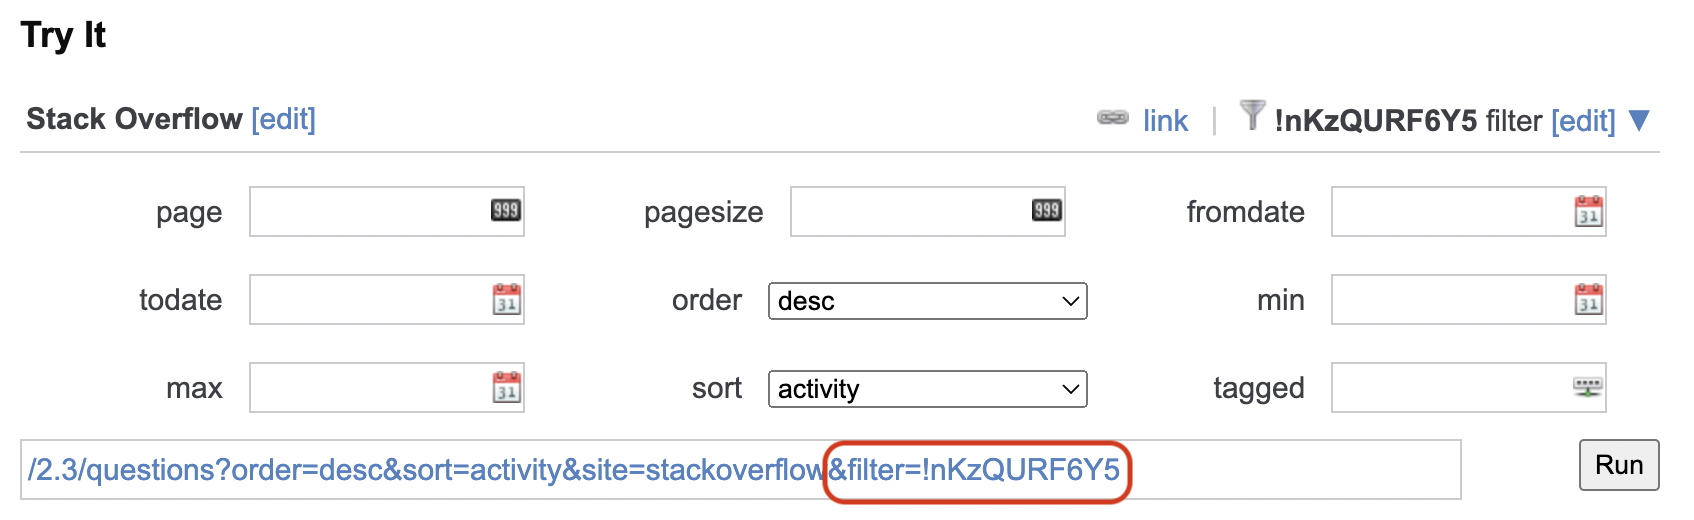 Try It
Stack Overflow [edit] link | !nKzQURF6Y5 filter [edit] ▼
page 999 pagesize 999 fromdate 31
todate 31 order desc min 31
max 31 sort activity tagged
/2.3/questions?order=desc&sort=activity&site=stackoverflow&filter=!nKzQURF6Y5 Run